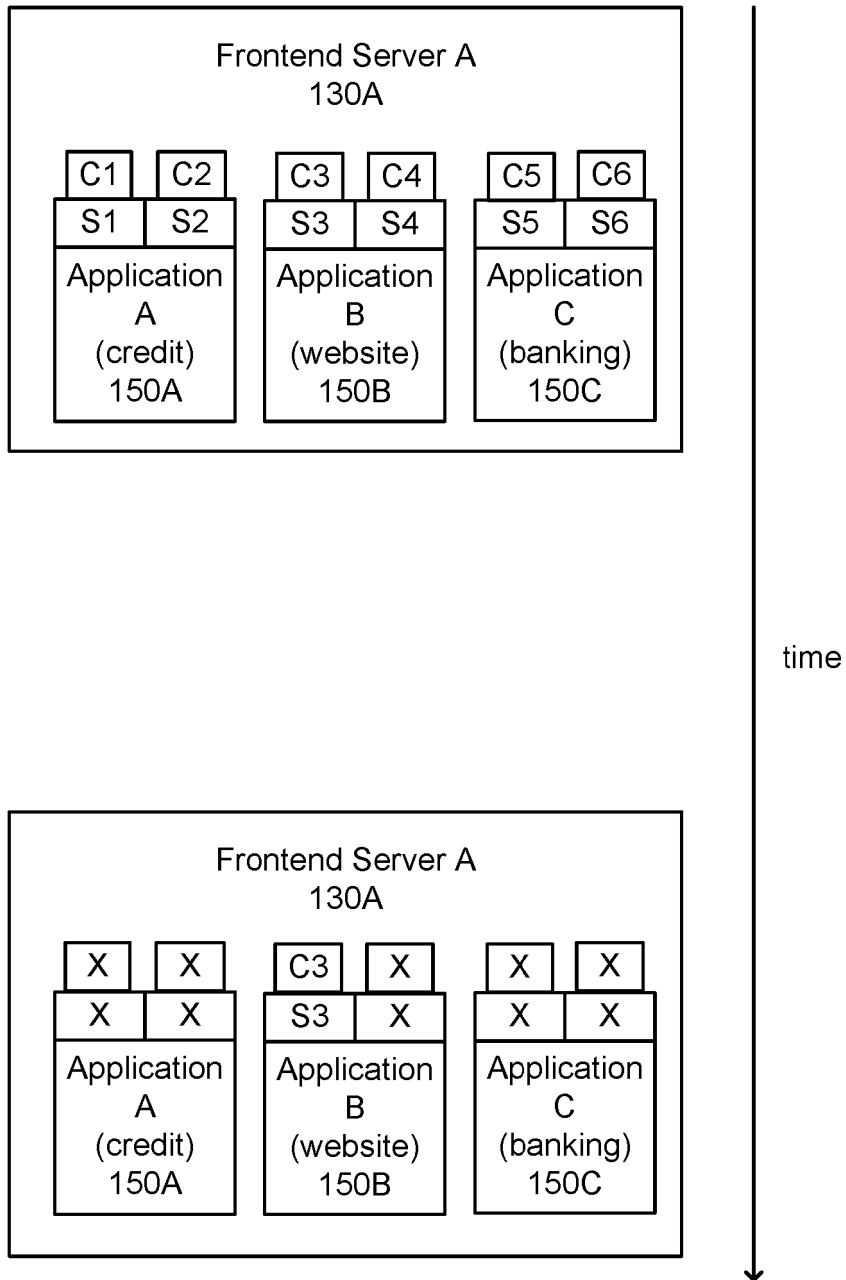 Frontend Server A
130A
C1 C2 C3 C4 C5 C6
S1 S2 S3 S4 S5 S6
Application Application Application
A B C
(credit) (website) (banking)
150A 150B 150C
time
Frontend Server A
130A
X X C3 X X X
X X S3 X X X
Application Application Application
A B C
(credit) (website) (banking)
150A 150B 150C